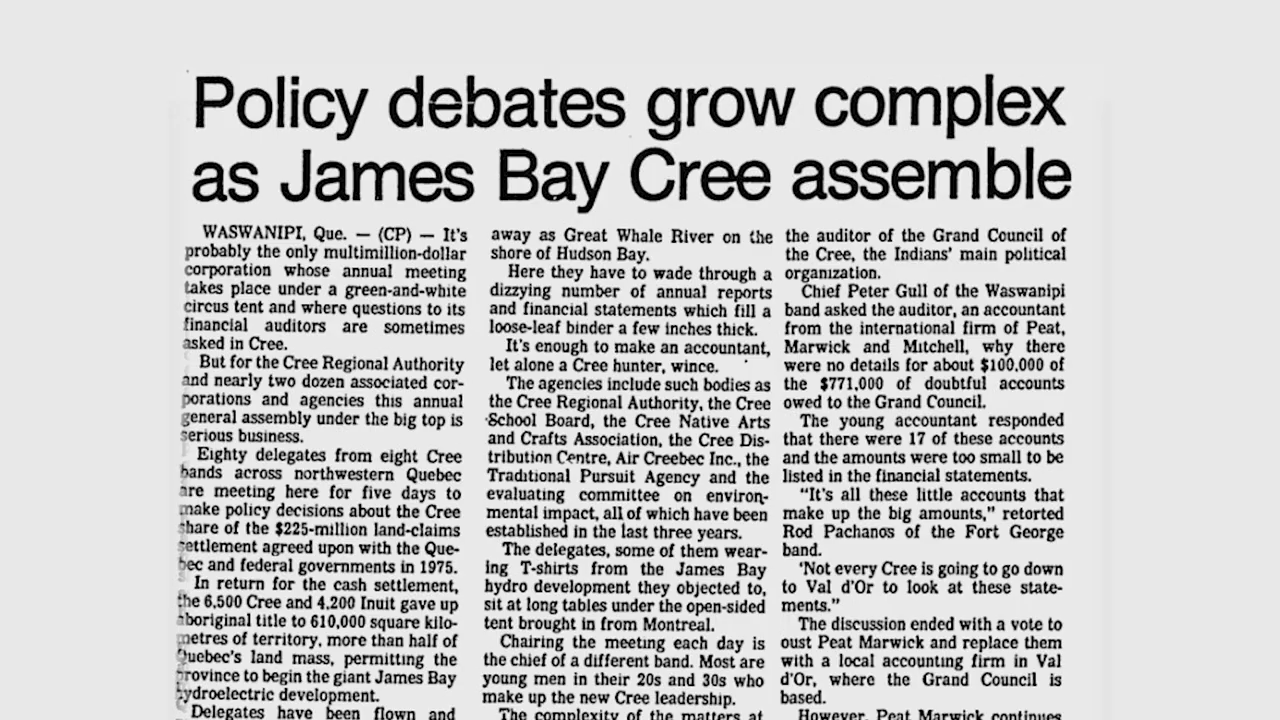 Policy debates grow complex
as James Bay Cree assemble
WASWANIPI, Que. — (CP) — It's
probably the only multimillion-dollar
corporation whose annual meeting
takes place under a green-and-white
circus tent and where questions to its
financial auditors are sometimes
asked in Cree.
But for the Cree Regional Authority
and nearly two dozen associated cor-
porations and agencies this annual
general assembly under the big top is
serious business.
Eighty delegates from eight Cree
bands across northwestern Quebec
are meeting here for five days to
make policy decisions about the Cree
share of the $225-million land-claims
settlement agreed upon with the Que-
bec and federal governments in 1975.
In return for the cash settlement,
the 6,500 Cree and 4,200 Inuit gave up
aboriginal title to 610,000 square kilo-
metres of territory, more than half of
Quebec's land mass, permitting the
province to begin the giant James Bay
hydroelectric development.
Delegates have been flown and
away as Great Whale River on the
shore of Hudson Bay.
Here they have to wade through a
dizzying number of annual reports
and financial statements which fill a
loose-leaf binder a few inches thick.
It's enough to make an accountant,
let alone a Cree hunter, wince.
The agencies include such bodies as
the Cree Regional Authority, the Cree
School Board, the Cree Native Arts
and Crafts Association, the Cree Dis-
tribution Centre, Air Creebec Inc., the
Traditional Pursuit Agency and the
evaluating committee on environ-
mental impact, all of which have been
established in the last three years.
The delegates, some of them wear-
ing T-shirts from the James Bay
hydro development they objected to,
sit at long tables under the open-sided
tent brought in from Montreal.
Chairing the meeting each day is
the chief of a different band. Most are
young men in their 20s and 30s who
make up the new Cree leadership.
The complexity of the matters at
the auditor of the Grand Council of
the Cree, the Indians' main political
organization.
Chief Peter Gull of the Waswanipi
band asked the auditor, an accountant
from the international firm of Peat,
Marwick and Mitchell, why there
were no details for about $100,000 of
the $771,000 of doubtful accounts
owed to the Grand Council.
The young accountant responded
that there were 17 of these accounts
and the amounts were too small to be
listed in the financial statements.
"It's all these little accounts that
make up the big amounts," retorted
Rod Pachanos of the Fort George
band.
'Not every Cree is going to go down
to Val d'Or to look at these state-
ments."
The discussion ended with a vote to
oust Peat Marwick and replace them
with a local accounting firm in Val
d'Or, where the Grand Council is
based.
However, Peat Marwick continues